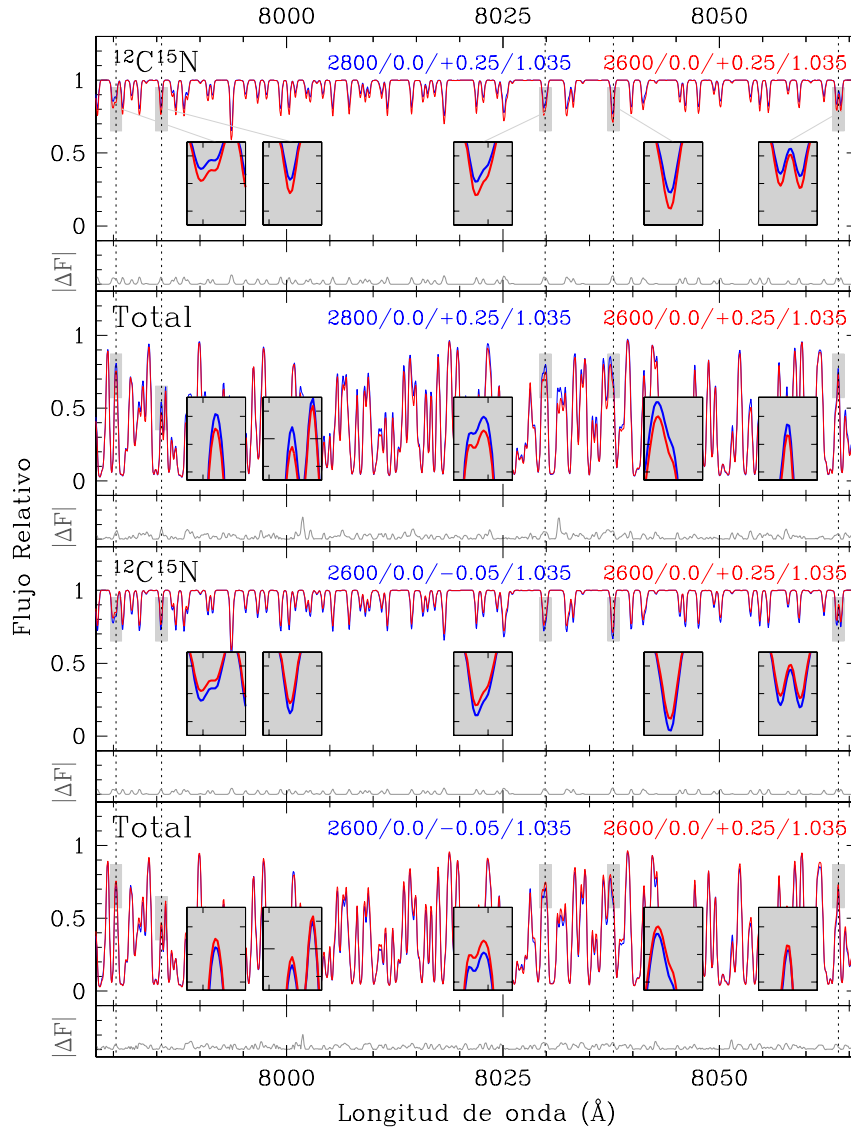 8000 8025 8050
¹²C¹⁵N 2800/0.0/+0.25/1.035 2600/0.0/+0.25/1.035
1
0.5
0
|ΔF|
Total 2800/0.0/+0.25/1.035 2600/0.0/+0.25/1.035
1
0.5
0
|ΔF|
¹²C¹⁵N 2600/0.0/−0.05/1.035 2600/0.0/+0.25/1.035
1
0.5
0
|ΔF|
Total 2600/0.0/−0.05/1.035 2600/0.0/+0.25/1.035
1
0.5
0
|ΔF|
Flujo Relativo
8000 8025 8050
Longitud de onda (Å)